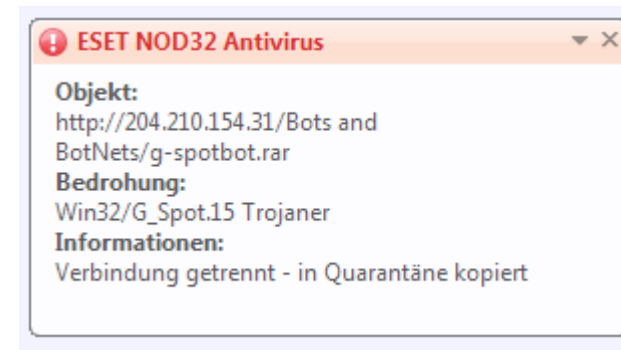 ESET NOD32 Antivirus
Objekt:
http://204.210.154.31/Bots and
BotNets/g-spotbot.rar
Bedrohung:
Win32/G_Spot.15 Trojaner
Informationen:
Verbindung getrennt - in Quarantäne kopiert